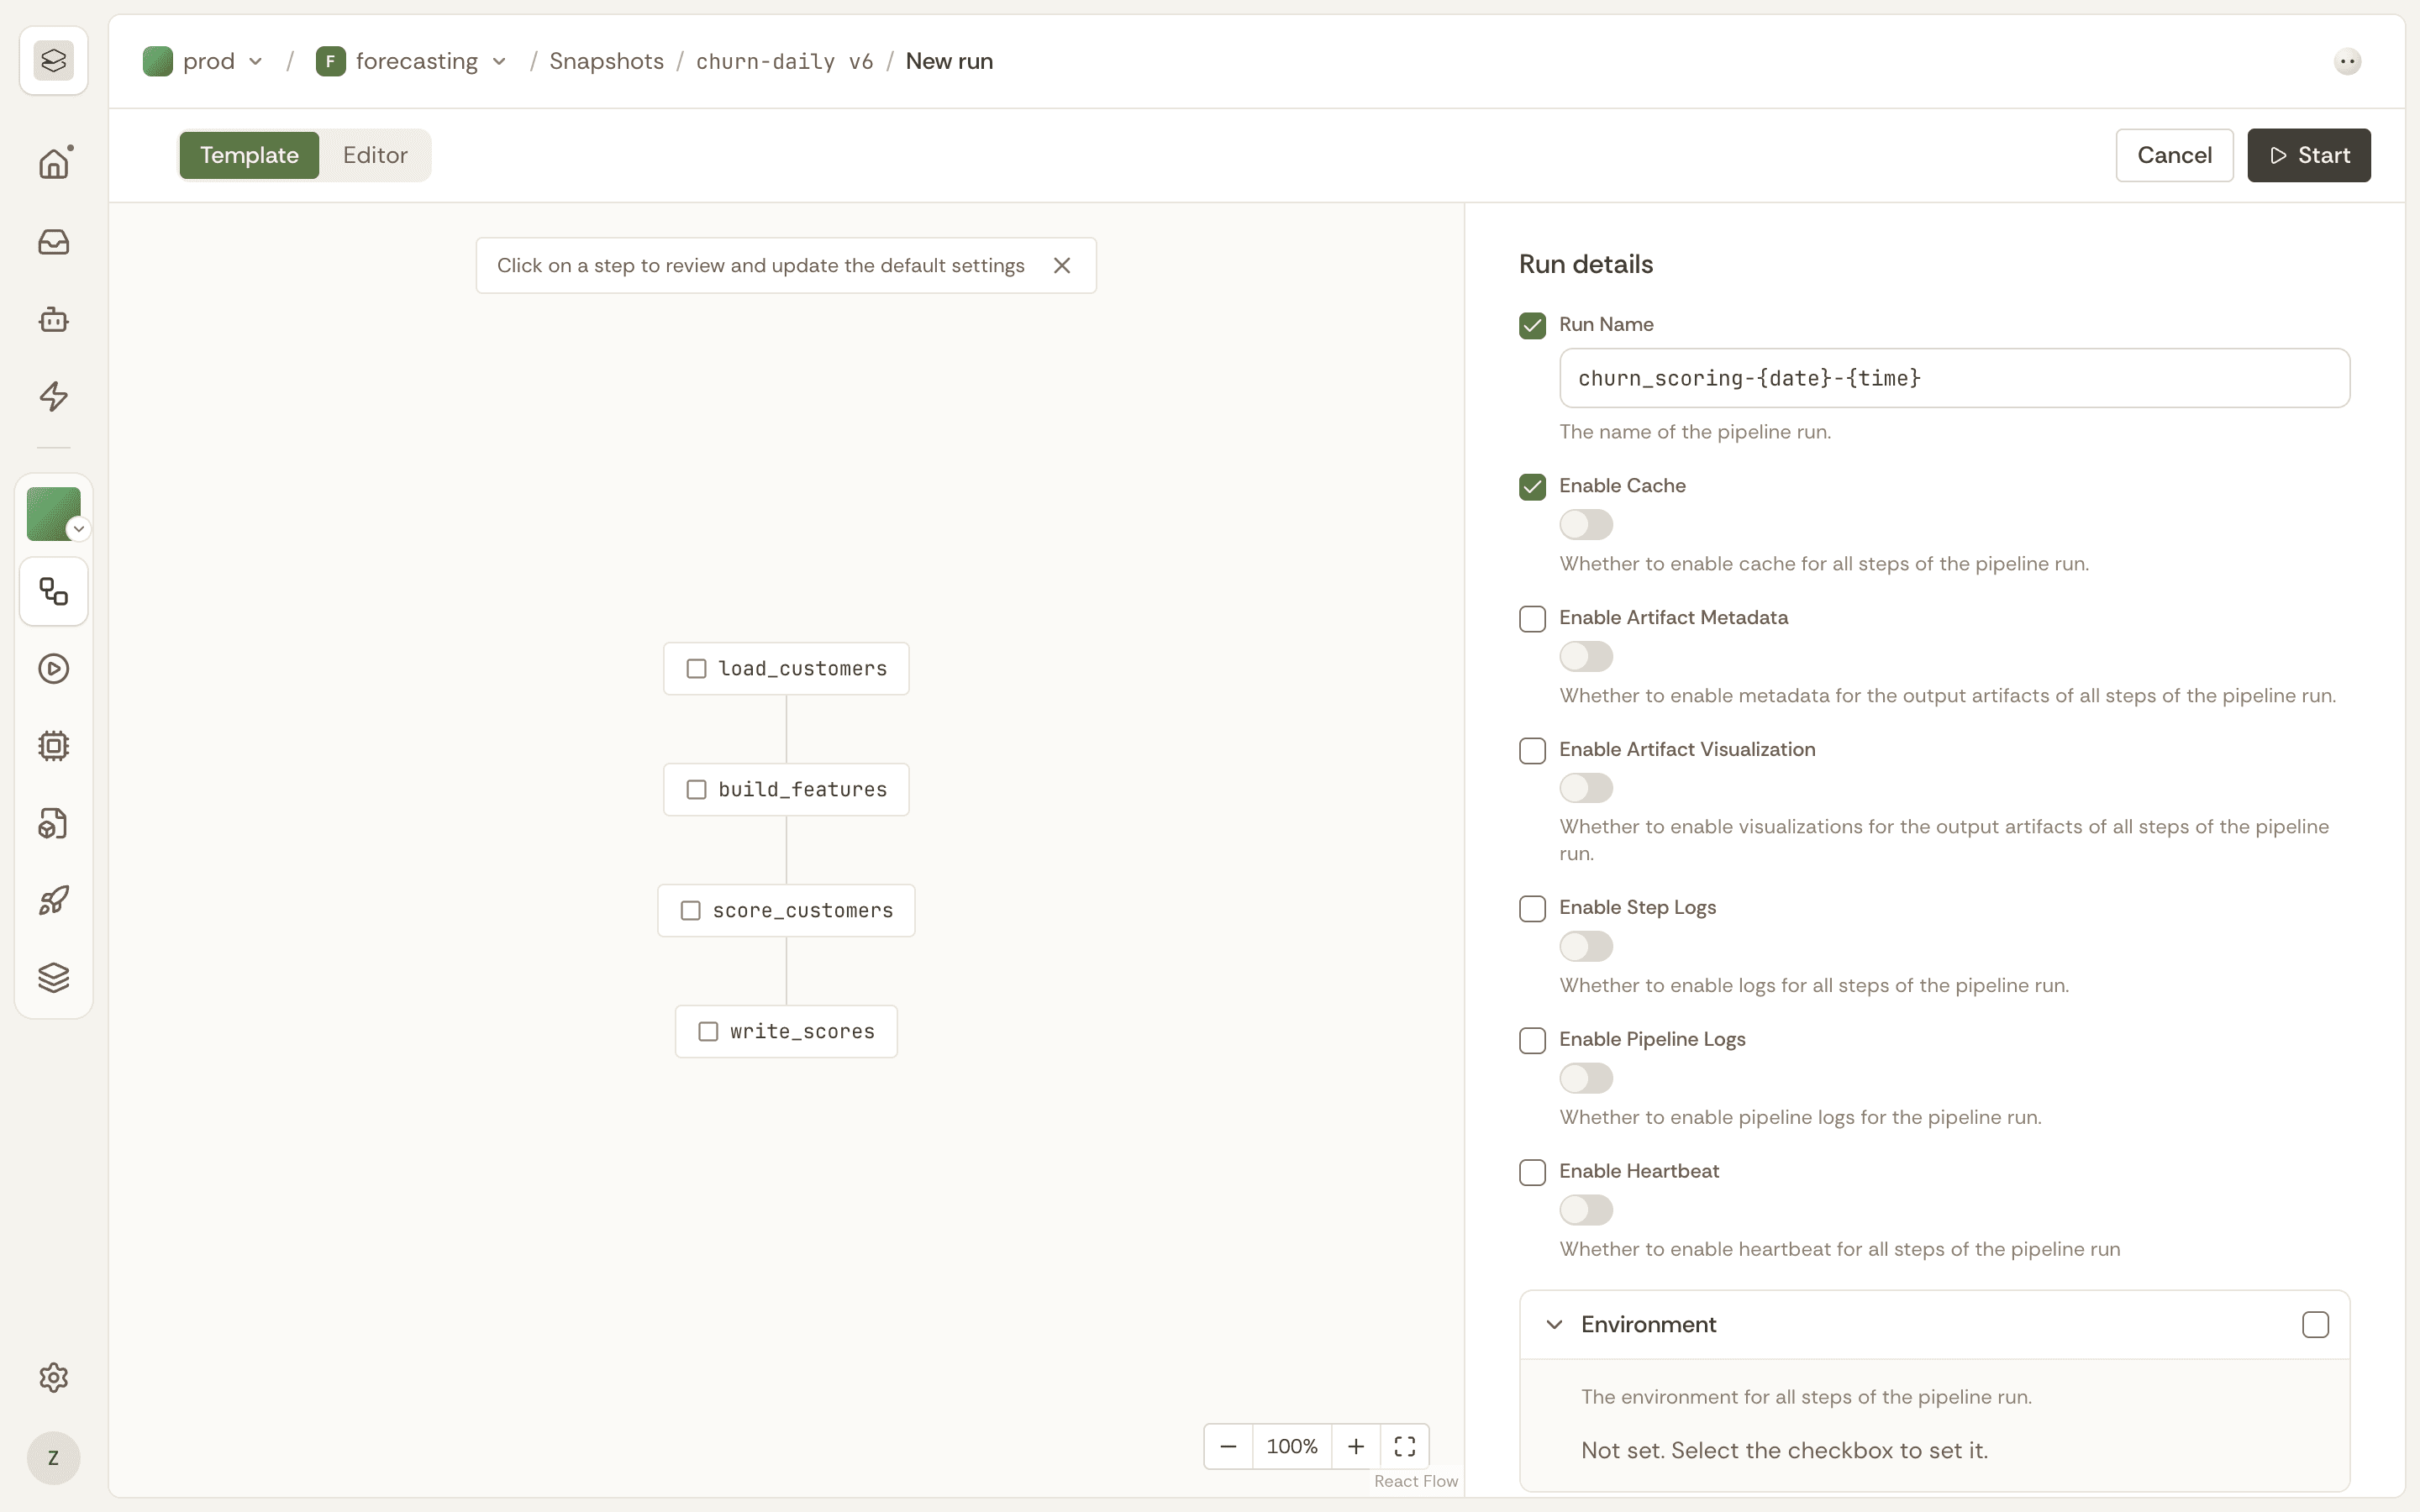 prod / F forecasting / Snapshots / churn-daily v6 / New run
Template Editor
Cancel Start
Click on a step to review and update the default settings
load_customers
build_features
score_customers
write_scores
100%
React Flow
Run details
Run Name
churn_scoring-{date}-{time}
The name of the pipeline run.
Enable Cache
Whether to enable cache for all steps of the pipeline run.
Enable Artifact Metadata
Whether to enable metadata for the output artifacts of all steps of the pipeline run.
Enable Artifact Visualization
Whether to enable visualizations for the output artifacts of all steps of the pipeline
run.
Enable Step Logs
Whether to enable logs for all steps of the pipeline run.
Enable Pipeline Logs
Whether to enable pipeline logs for the pipeline run.
Enable Heartbeat
Whether to enable heartbeat for all steps of the pipeline run
Environment
The environment for all steps of the pipeline run.
Not set. Select the checkbox to set it.
Z